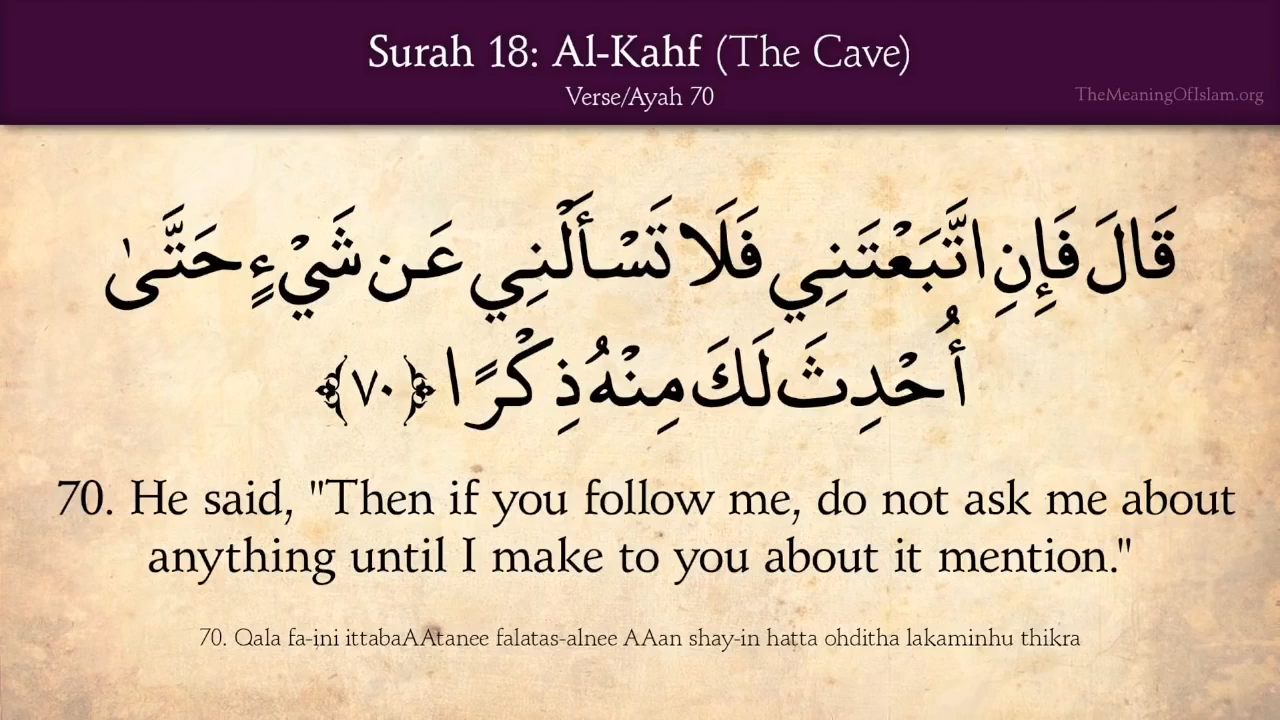 Surah 18: Al-Kahf (The Cave)
Verse/Ayah 70
TheMeaningOfIslam.org
قَالَ فَإِنِ اتَّبَعْتَنِي فَلَا تَسْأَلْنِي عَن شَيْءٍ حَتَّىٰ
أُحْدِثَ لَكَ مِنْهُ ذِكْرًا ﴿٧٠﴾
70. He said, "Then if you follow me, do not ask me about
anything until I make to you about it mention."
70. Qala fa-ini ittabaAAtanee falatas-alnee AAan shay-in hatta ohditha lakaminhu thikra